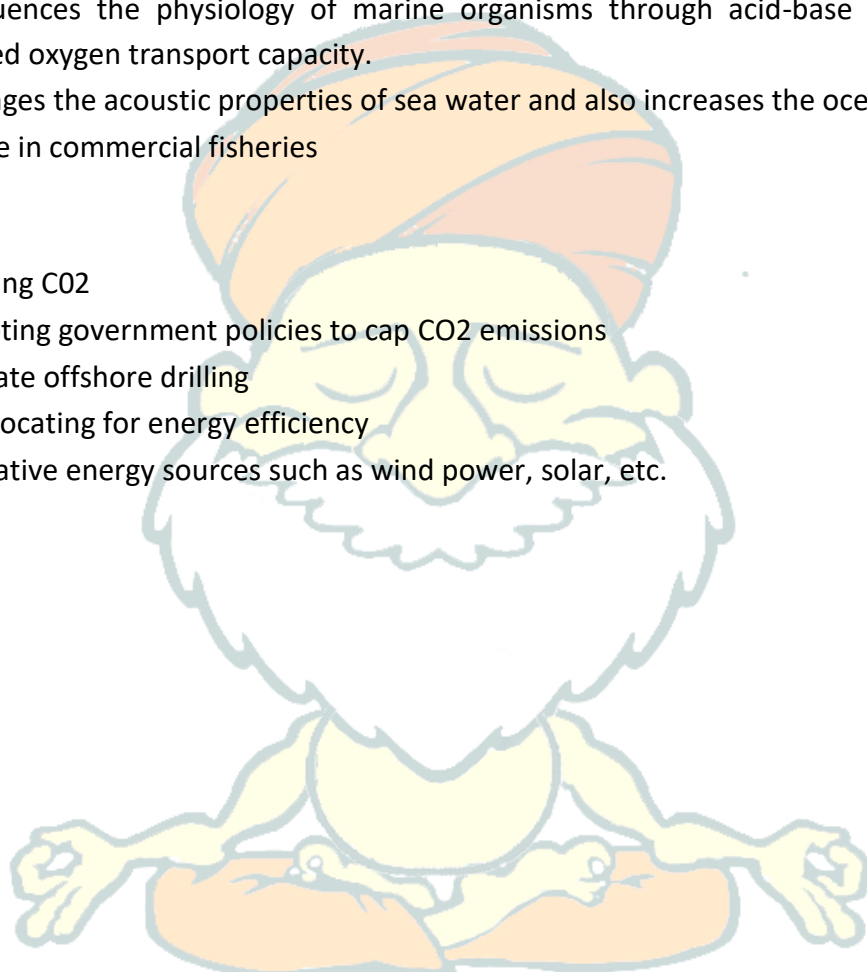 uences the physiology of marine organisms through acid-base
ed oxygen transport capacity.
nges the acoustic properties of sea water and also increases the oce
e in commercial fisheries
ng C02
ting government policies to cap CO2 emissions
ate offshore drilling
ocating for energy efficiency
ative energy sources such as wind power, solar, etc.